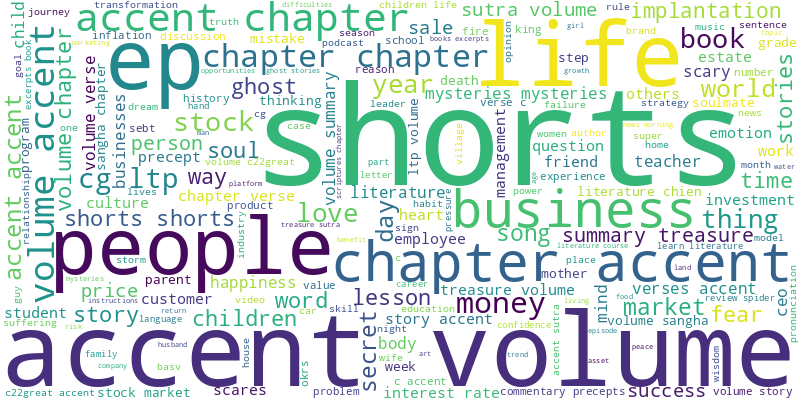 journey
transformation
accent chapter
truth
difficulties
children life
season
podcast
sale
sutra volume
king
rule
implantation
music
sentence
child
goal
excerpts book
inflation
discussion
marketing
mistake
school
books excerpts
fire
step
opinion
girl
growth
brand
book
topic
grade
ep
chapter chapter
life
estate
number
reason
opportunities
ghost stories
death
scary
ghost
year
mysteries mysteries
others
world
stories
volume accent
accent accent
volume chapter
volume verse
sangha chapter
businesses
dream
history
hand
thinking
cg
case
leader
verse c
failure
strategy
soulmate
news
news morning
emotion
work
shorts
stock
person
precept
soul
sebt
man
volume summary
scriptures chapter
part
letter
ltp volume
village
management
women
author
super
home
question
friend
teacher
experience
month
water
time
relationship
program
one
cg ltp
way
volume c22great
platform
chapter verse
literature
habit
pressure
power
age
literature chien
investment
lives
culture
product
shorts shorts
love
day
heart
business
thing
guy
people
industry
treasure sutra
sign
employee
song
summary treasure
storm
benefit
c
literature course
learn literature
model
land
chapter accent
place
mother
verses accent
mysteries
parent
happiness
value
treasure volume
review spider
price
customer
video
career
lesson
money
mind
market
fear
ceo
pronunciation
student
story
instructions
word
car
skill
education
story accent
living
food
volume sangha
suffering
language
return
children
secret
night
body
confidence
episode
risk
accent volume
house
wife
art
trend
peace
accent sutra
asset
wisdom
family
company
husband
basv
okrs
week
c22great accent
stock market
scares
problem
c accent
interest rate
commentary precepts
success
volume story